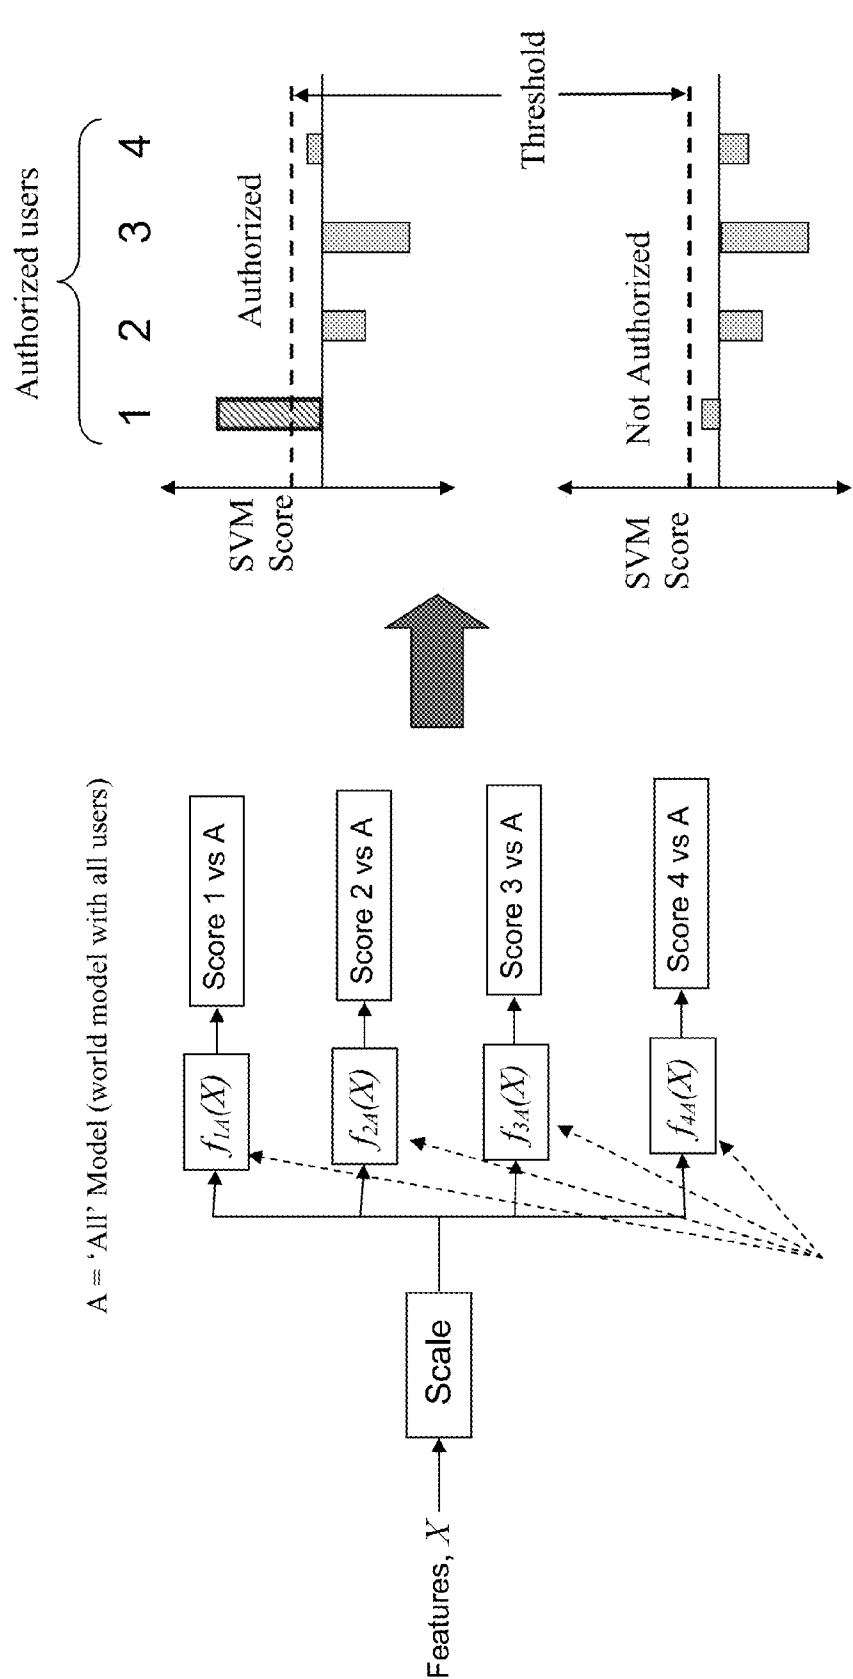 A = 'All' Model (world model with all users)
Features, X
Scale
f1A(X)
Score 1 vs A
f2A(X)
Score 2 vs A
f3A(X)
Score 3 vs A
f4A(X)
Score 4 vs A
Authorized users
1 2 3 4
SVM
Score
Authorized
Threshold
SVM
Score
Not Authorized